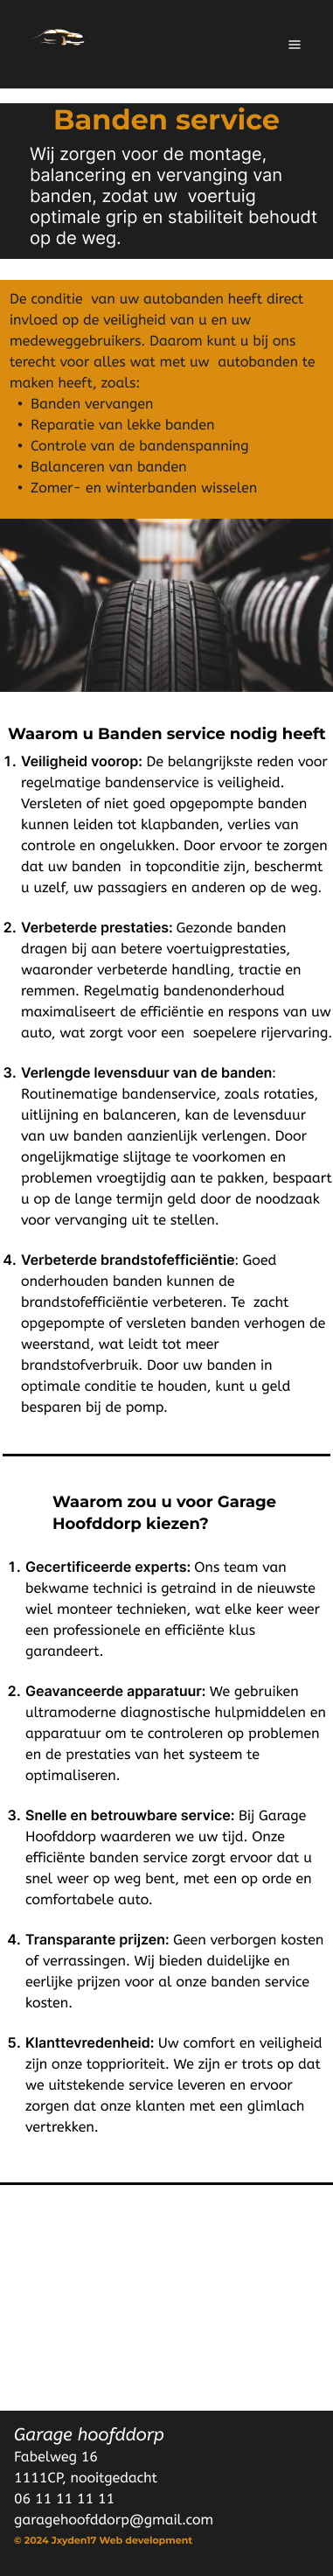 Banden service
Wij zorgen voor de montage,
balancering en vervanging van
banden, zodat uw voertuig
optimale grip en stabiliteit behoudt
op de weg.
De conditie van uw autobanden heeft direct
invloed op de veiligheid van u en uw
medeweggebruikers. Daarom kunt u bij ons
terecht voor alles wat met uw autobanden te
maken heeft, zoals:
• Banden vervangen
• Reparatie van lekke banden
• Controle van de bandenspanning
• Balanceren van banden
• Zomer- en winterbanden wisselen
Waarom u Banden service nodig heeft
1. Veiligheid voorop: De belangrijkste reden voor
regelmatige bandenservice is veiligheid.
Versleten of niet goed opgepompte banden
kunnen leiden tot klapbanden, verlies van
controle en ongelukken. Door ervoor te zorgen
dat uw banden in topconditie zijn, beschermt
u uzelf, uw passagiers en anderen op de weg.
2. Verbeterde prestaties: Gezonde banden
dragen bij aan betere voertuigprestaties,
waaronder verbeterde handling, tractie en
remmen. Regelmatig bandenonderhoud
maximaliseert de efficiëntie en respons van uw
auto, wat zorgt voor een soepelere rijervaring.
3. Verlengde levensduur van de banden:
Routinematige bandenservice, zoals rotaties,
uitlijning en balanceren, kan de levensduur
van uw banden aanzienlijk verlengen. Door
ongelijkmatige slijtage te voorkomen en
problemen vroegtijdig aan te pakken, bespaart
u op de lange termijn geld door de noodzaak
voor vervanging uit te stellen.
4. Verbeterde brandstofefficiëntie: Goed
onderhouden banden kunnen de
brandstofefficiëntie verbeteren. Te zacht
opgepompte of versleten banden verhogen de
weerstand, wat leidt tot meer
brandstofverbruik. Door uw banden in
optimale conditie te houden, kunt u geld
besparen bij de pomp.
Waarom zou u voor Garage
Hoofddorp kiezen?
1. Gecertificeerde experts: Ons team van
bekwame technici is getraind in de nieuwste
wiel monteer technieken, wat elke keer weer
een professionele en efficiënte klus
garandeert.
2. Geavanceerde apparatuur: We gebruiken
ultramoderne diagnostische hulpmiddelen en
apparatuur om te controleren op problemen
en de prestaties van het systeem te
optimaliseren.
3. Snelle en betrouwbare service: Bij Garage
Hoofddorp waarderen we uw tijd. Onze
efficiënte banden service zorgt ervoor dat u
snel weer op weg bent, met een op orde en
comfortabele auto.
4. Transparante prijzen: Geen verborgen kosten
of verrassingen. Wij bieden duidelijke en
eerlijke prijzen voor al onze banden service
kosten.
5. Klanttevredenheid: Uw comfort en veiligheid
zijn onze topprioriteit. We zijn er trots op dat
we uitstekende service leveren en ervoor
zorgen dat onze klanten met een glimlach
vertrekken.
Garage hoofddorp
Fabelweg 16
1111CP, nooitgedacht
06 11 11 11 11
garagehoofddorp@gmail.com
© 2024 Jxyden17 Web development